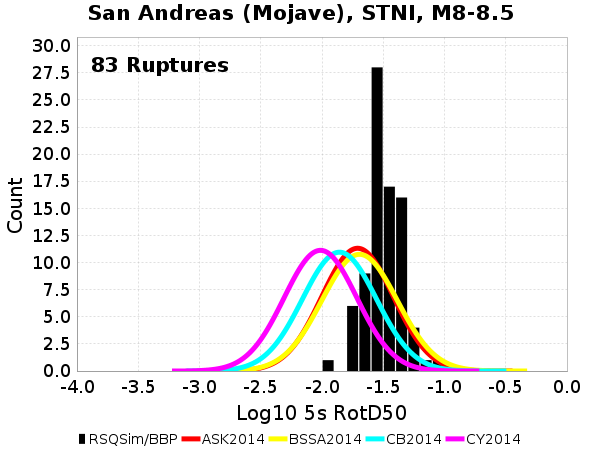 San Andreas (Mojave), STNI, M8-8.5
83 Ruptures
Count
30.0
27.5
25.0
22.5
20.0
17.5
15.0
12.5
10.0
7.5
5.0
2.5
0.0
-4.0 -3.5 -3.0 -2.5 -2.0 -1.5 -1.0 -0.5 0.0
Log10 5s RotD50
RSQSim/BBP ASK2014 BSSA2014 CB2014 CY2014